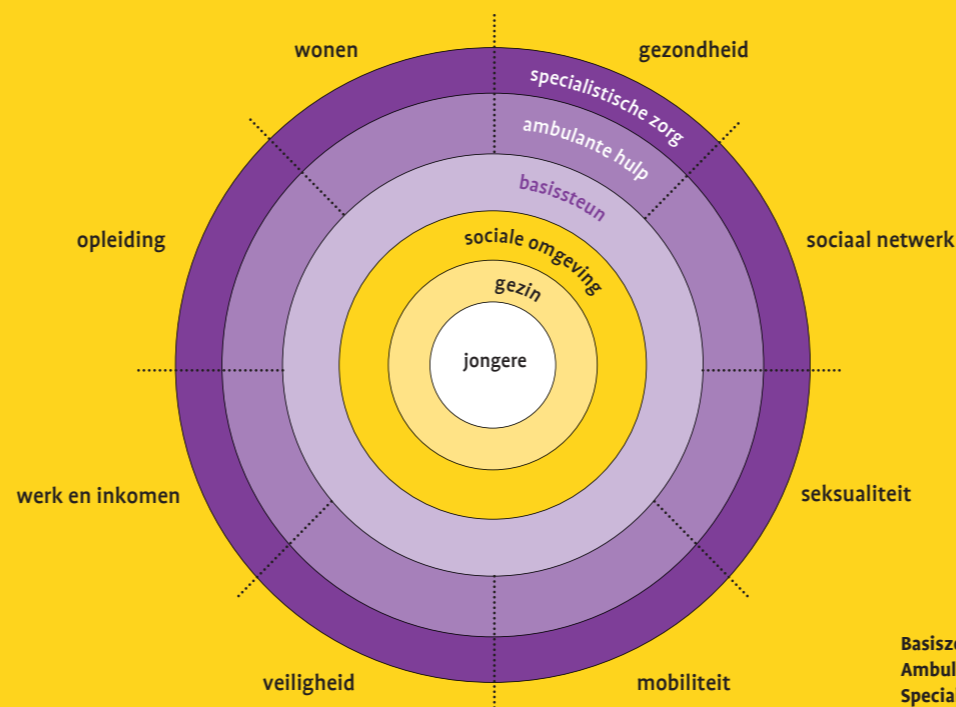 wonen
gezondheid
specialistische zorg
ambulante hulp
basissteun
opleiding
sociaal netwerk
sociale omgeving
gezin
jongere
werk en inkomen
seksualiteit
veiligheid
mobiliteit